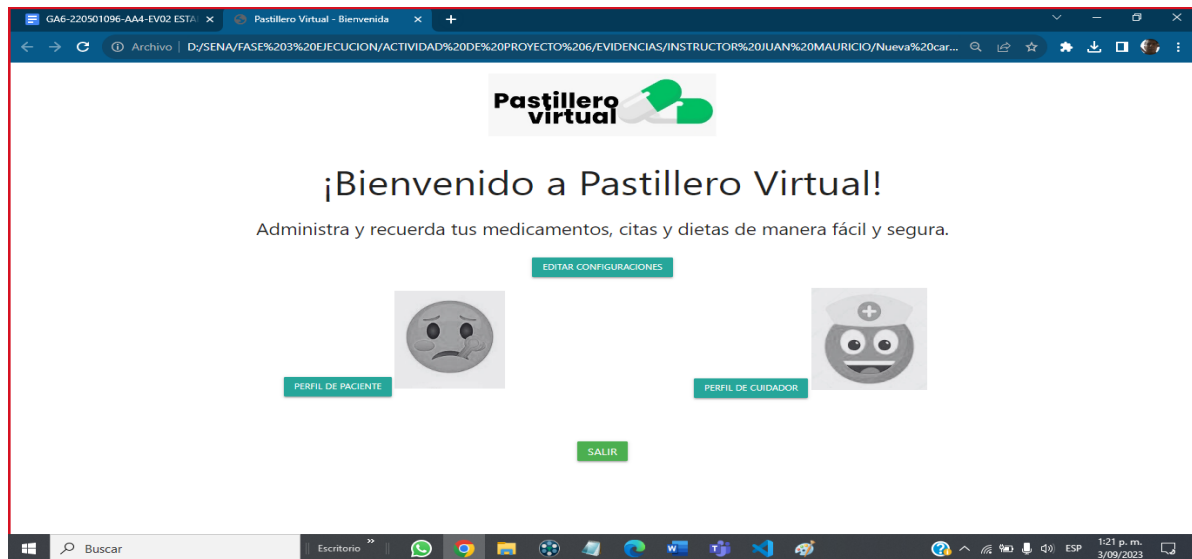 GA6-220501096-AA4-EV02 ESTA
Pastillero Virtual - Bienvenida
Archivo
D:/SENA/FASE%203%20EJECUCION/ACTIVIDAD%20DE%20PROYECTO%206/EVIDENCIAS/INSTRUCTOR%20JUAN%20MAURICIO/Nueva%20car...
Pastillero
virtual
¡Bienvenido a Pastillero Virtual!
Administra y recuerda tus medicamentos, citas y dietas de manera fácil y segura.
EDITAR CONFIGURACIONES
PERFIL DE PACIENTE
PERFIL DE CUIDADOR
SALIR
Buscar
Escritorio
ESP
1:21 p. m.
3/09/2023